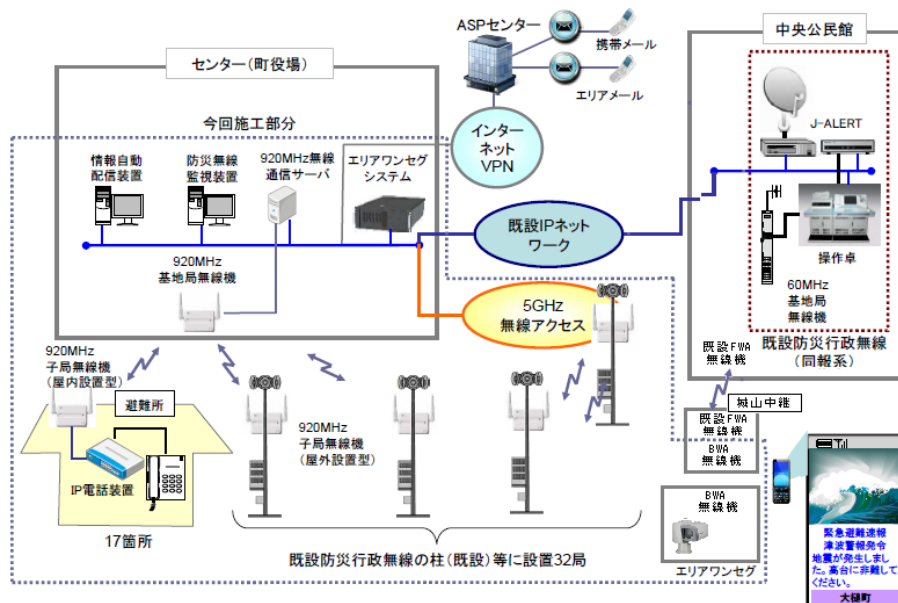 ASPセンター
携帯メール
エリアメール
中央公民館
センター(町役場)
今回施工部分
インター
ネット
VPN
J-ALERT
情報自動
配信装置
防災無線
監視装置
920MHz無線
通信サーバ
エリアワンセグ
システム
既設IPネット
ワーク
操作卓
920MHz
基地局無線機
60MHz
基地局
無線機
5GHz
無線アクセス
既設防災行政無線
(同報系)
920MHz
子局無線機
(屋内設置型)
避難所
IP電話装置
17箇所
920MHz
子局無線機
(屋外設置型)
既設FWA
無線機
城山中継
既設FWA
無線機
BWA
無線機
BWA
無線機
エリアワンセグ
既設防災行政無線の柱(既設)等に設置32局
緊急避難速報
津波警報発令
地震が発生しまし
た。高台に非難して
ください。
大槌町